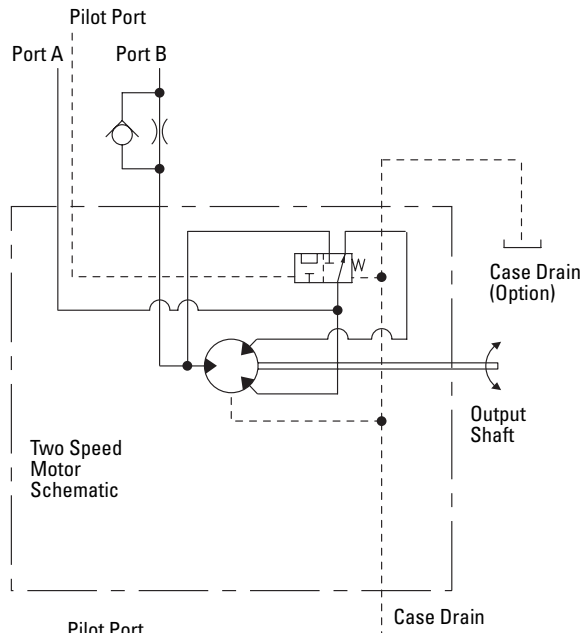 Pilot Port
Port A
Port B
Case Drain
(Option)
Output
Shaft
Two Speed
Motor
Schematic
Case Drain
Pilot Port